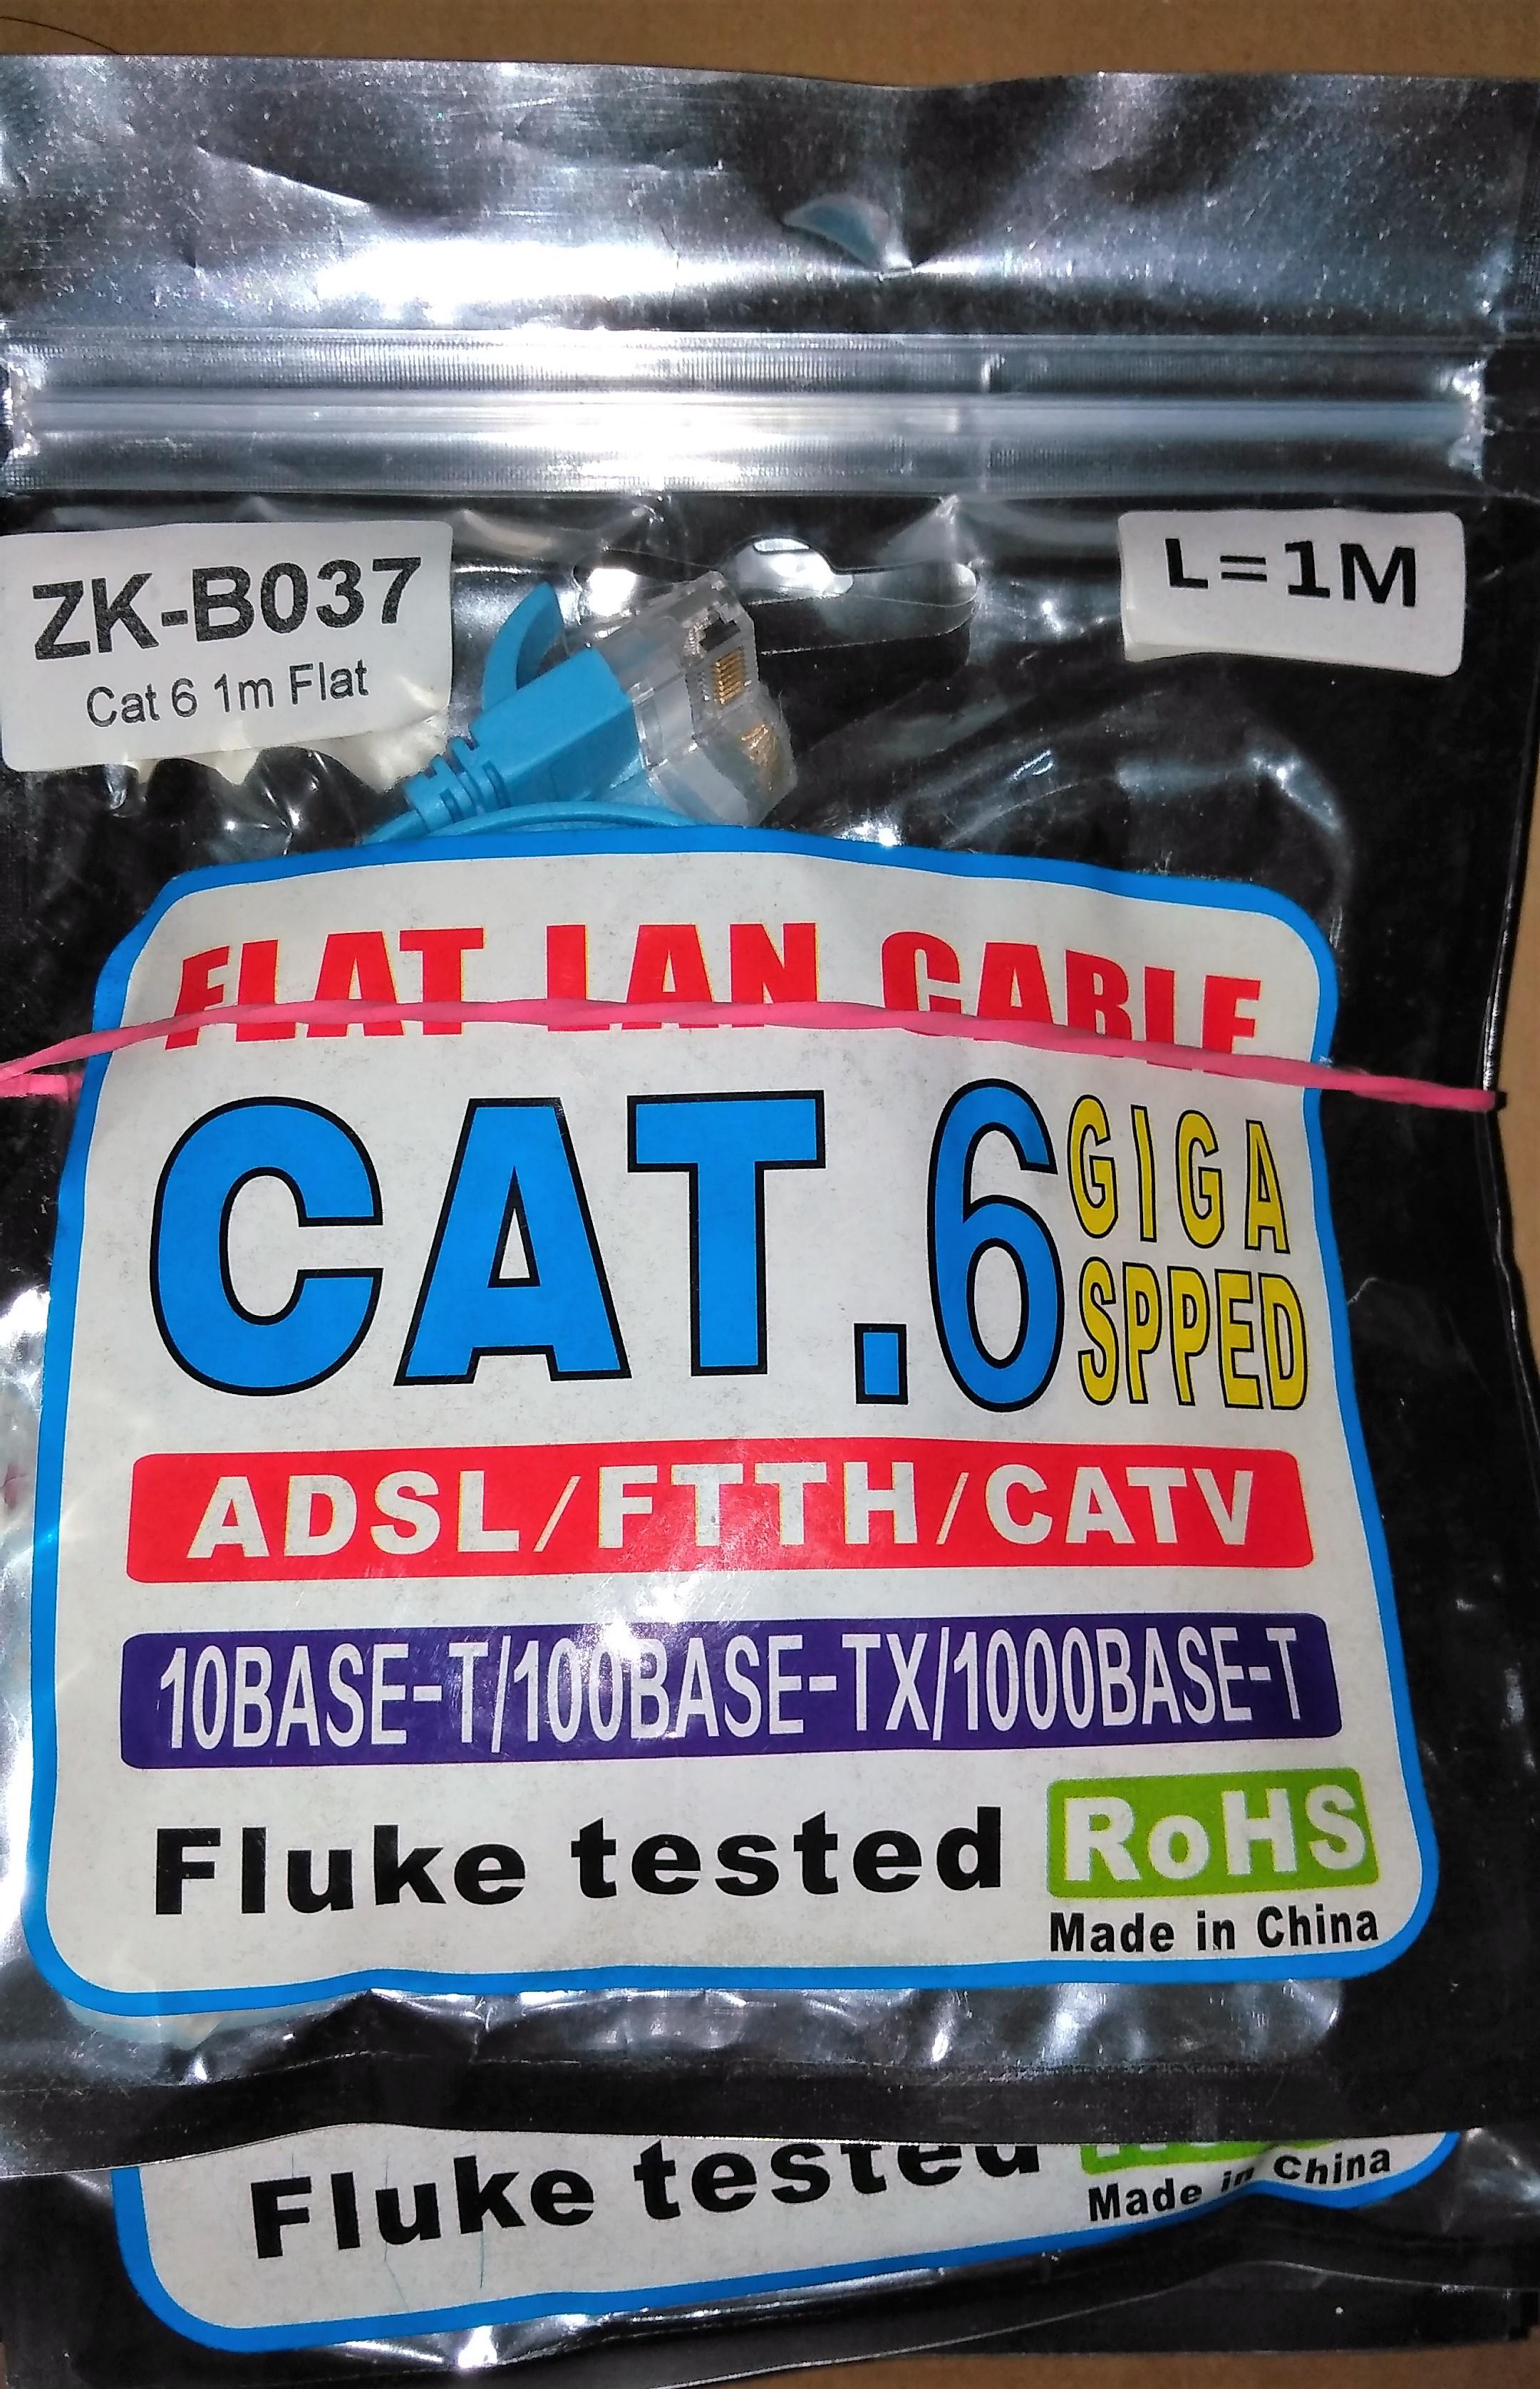 ZK-B037
Cat 6 1m Flat
L=1M
FLAT LAN CABLE
CAT.6
GIGA
SPPED
ADSL/FTTH/CATV
10BASE-T/100BASE-TX/1000BASE-T
Fluke tested
RoHS
Made in China
Fluke tested
Made in China